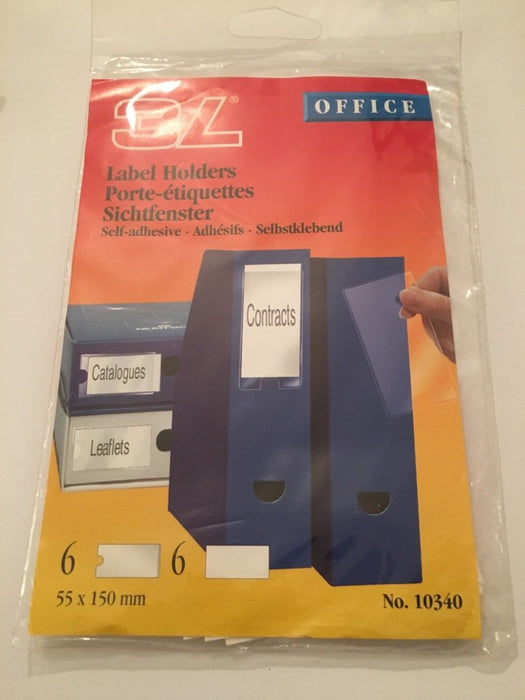 3L®
OFFICE
Label Holders
Porte-étiquettes
Sichtfenster
Self-adhesive · Adhésifs · Selbstklebend
Contracts
Catalogues
Leaflets
6 6
55 x 150 mm
No. 10340